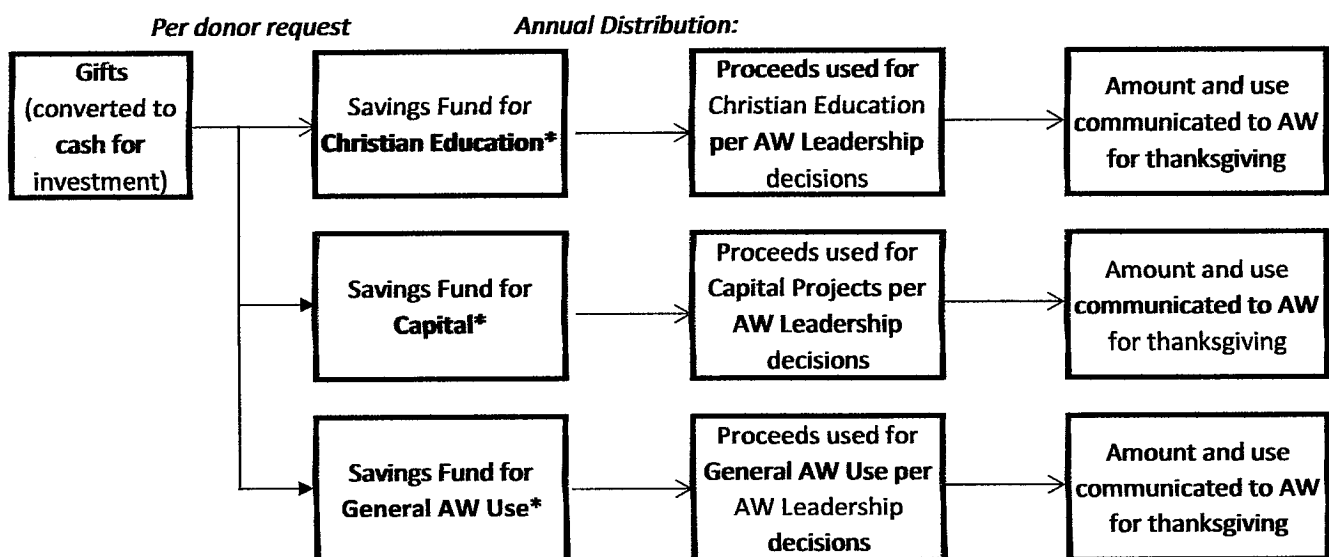 Per donor request
Annual Distribution:
Gifts
(converted to
cash for
investment)
Savings Fund for
Christian Education*
Proceeds used for
Christian Education
per AW Leadership
decisions
Amount and use
communicated to AW
for thanksgiving
Savings Fund for
Capital*
Proceeds used for
Capital Projects per
AW Leadership
decisions
Amount and use
communicated to AW
for thanksgiving
Savings Fund for
General AW Use*
Proceeds used for
General AW Use per
AW Leadership
decisions
Amount and use
communicated to AW
for thanksgiving